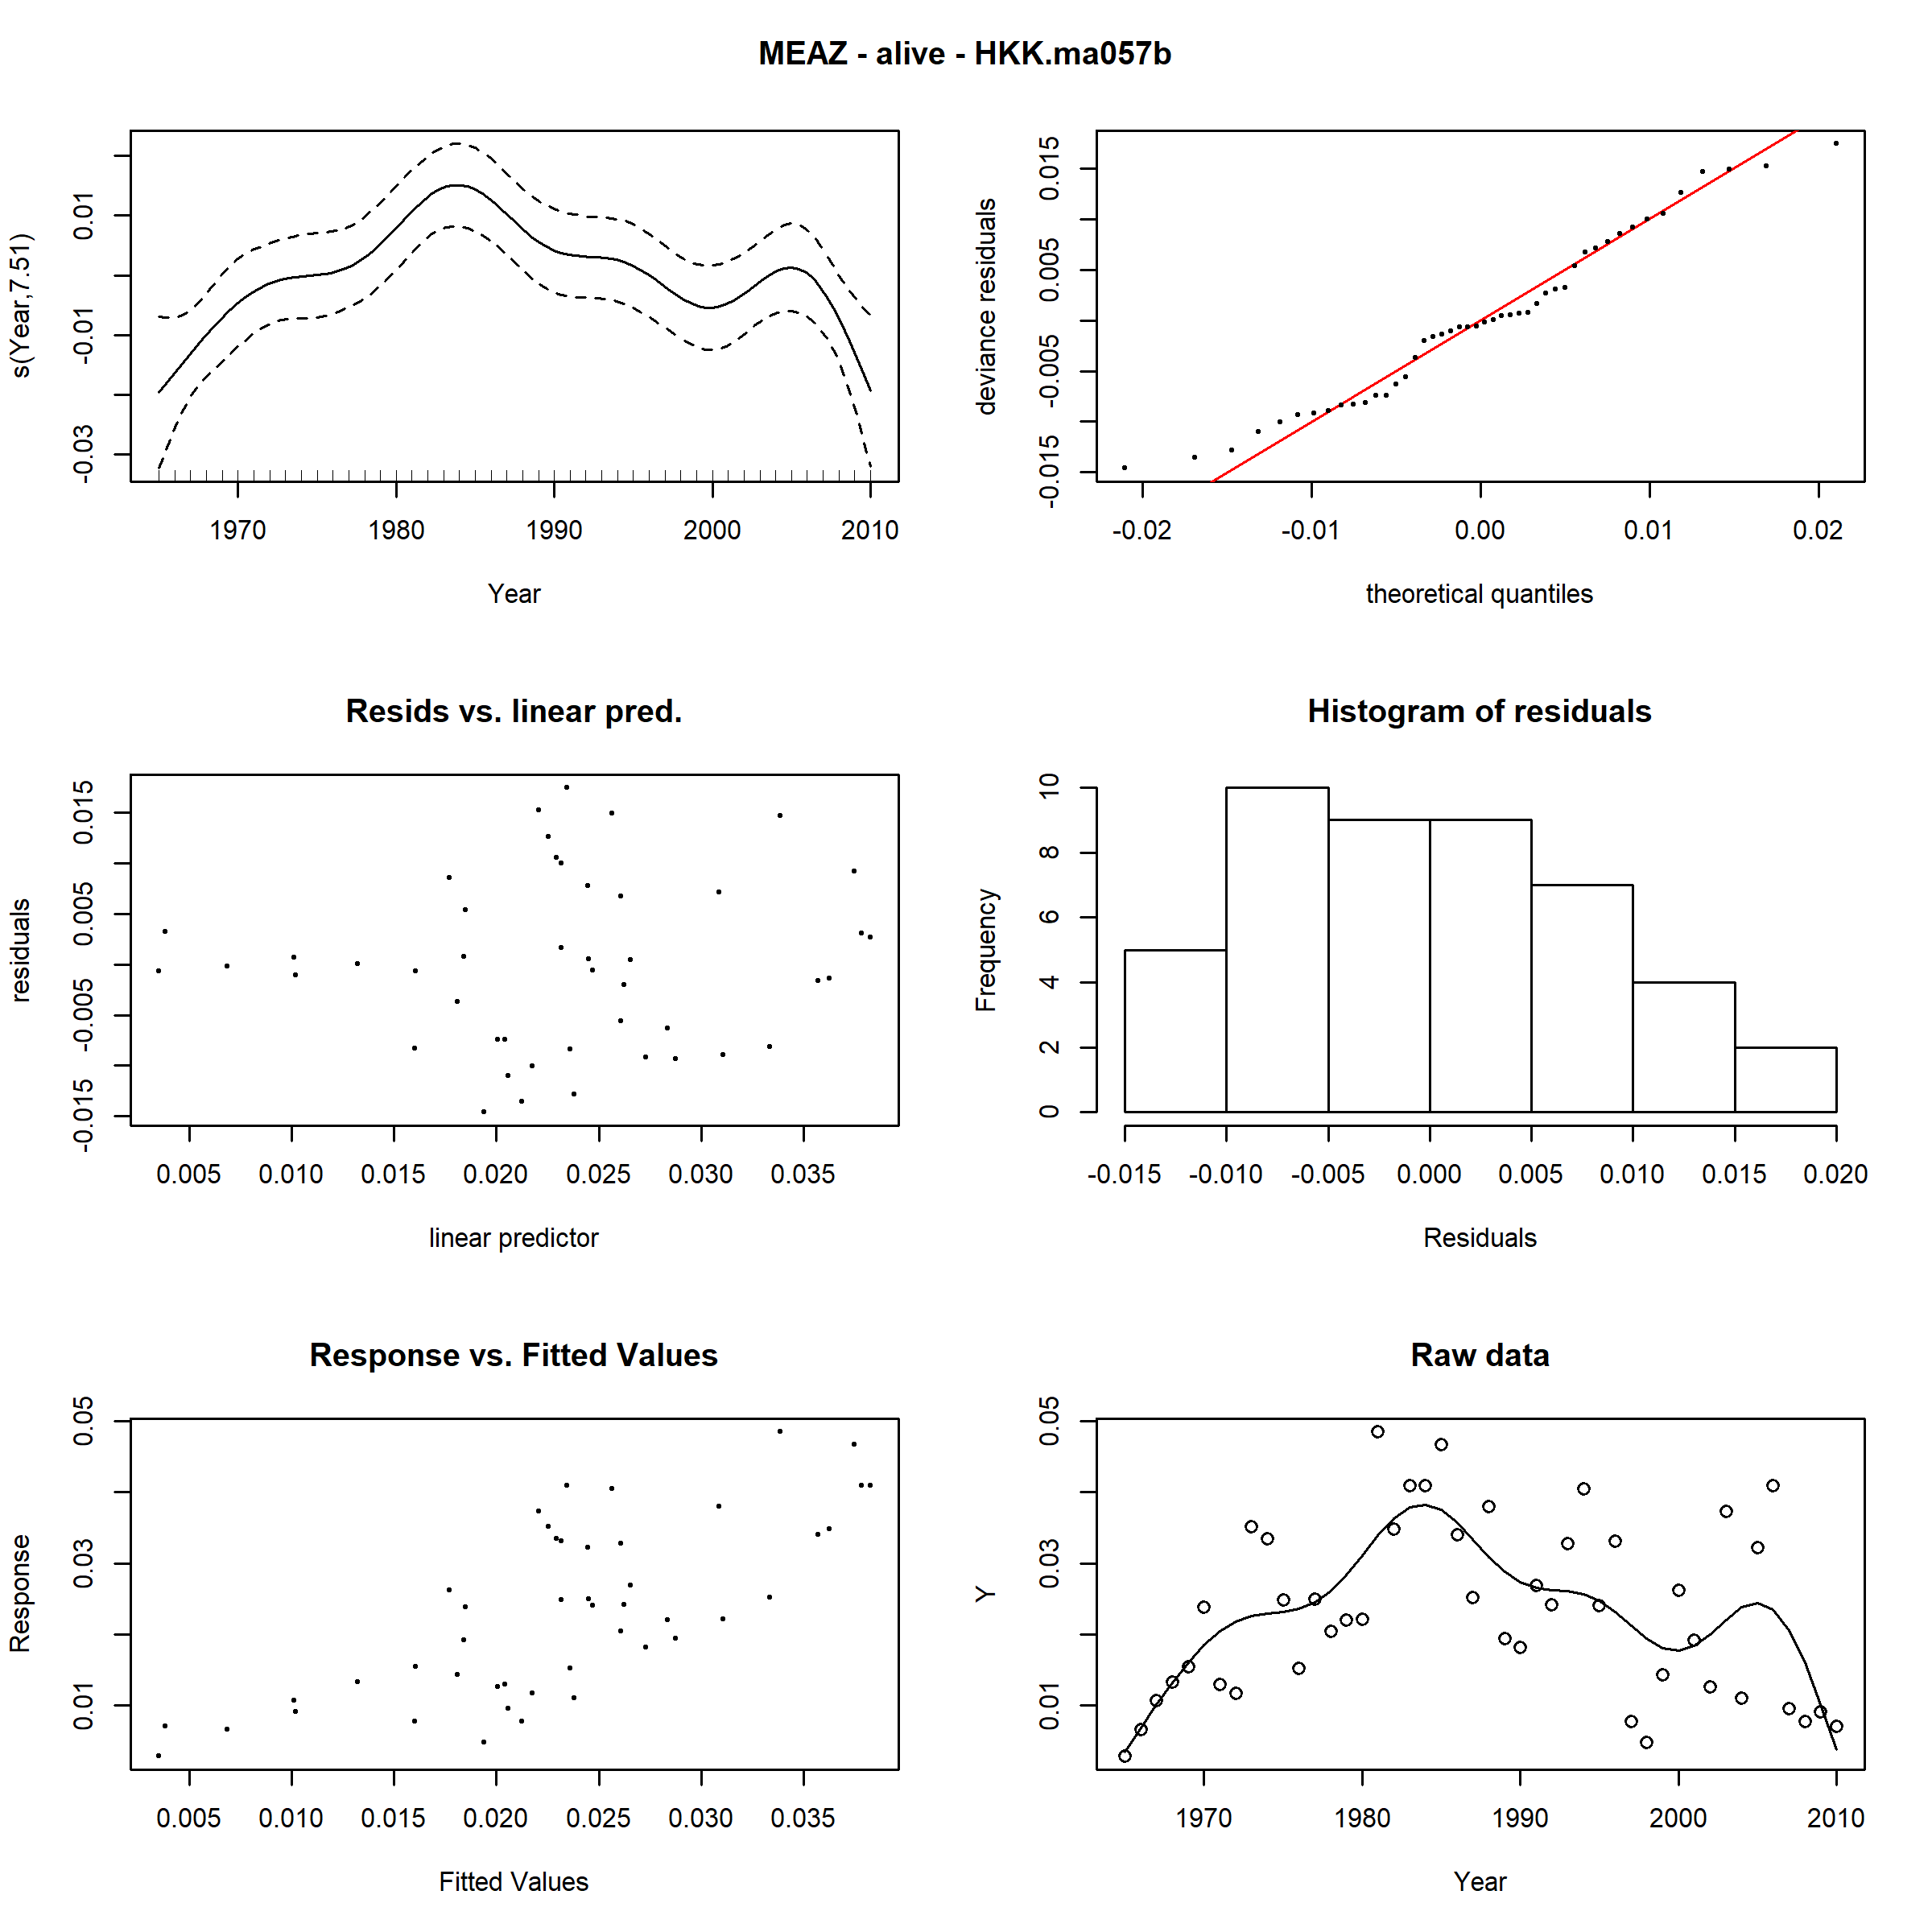 MEAZ - alive - HKK.ma057b
s(Year,7.51)
-0.03 -0.01 0.01
1970 1980 1990 2000 2010
Year
deviance residuals
-0.015 -0.005 0.005 0.015
-0.02 -0.01 0.00 0.01 0.02
theoretical quantiles
Resids vs. linear pred.
residuals
-0.015 -0.005 0.005 0.015
0.005 0.010 0.015 0.020 0.025 0.030 0.035
linear predictor
Histogram of residuals
Frequency
0 2 4 6 8 10
-0.015 -0.010 -0.005 0.000 0.005 0.010 0.015 0.020
Residuals
Response vs. Fitted Values
Response
0.01 0.03 0.05
0.005 0.010 0.015 0.020 0.025 0.030 0.035
Fitted Values
Raw data
Y
0.01 0.03 0.05
1970 1980 1990 2000 2010
Year